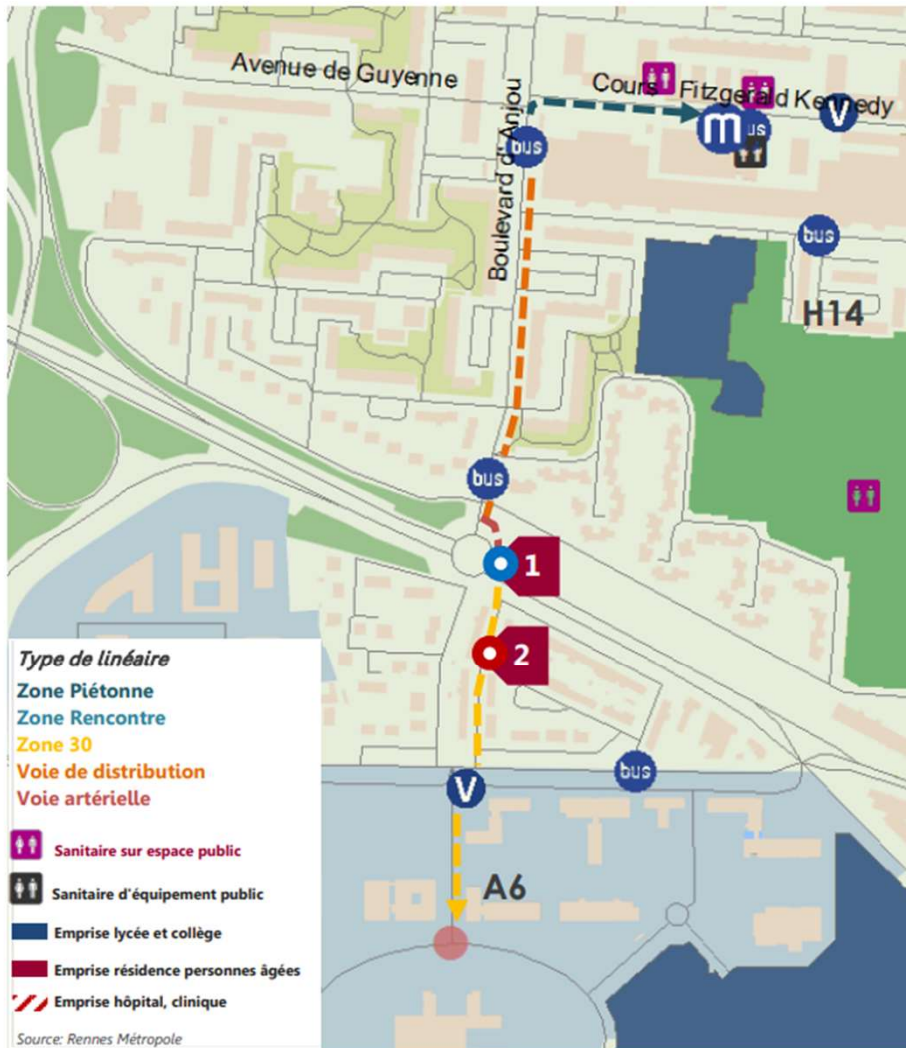 Avenue de Guyenne
Cours Fitzgerald Kennedy
Boulevard d'Anjou
bus
m
bus
V
bus
H14
bus
1
2
bus
V
A6
Type de linéaire
Zone Piétonne
Zone Rencontre
Zone 30
Voie de distribution
Voie artérielle
Sanitaire sur espace public
Sanitaire d'équipement public
Emprise lycée et collège
Emprise résidence personnes âgées
Emprise hôpital, clinique
Source: Rennes Métropole